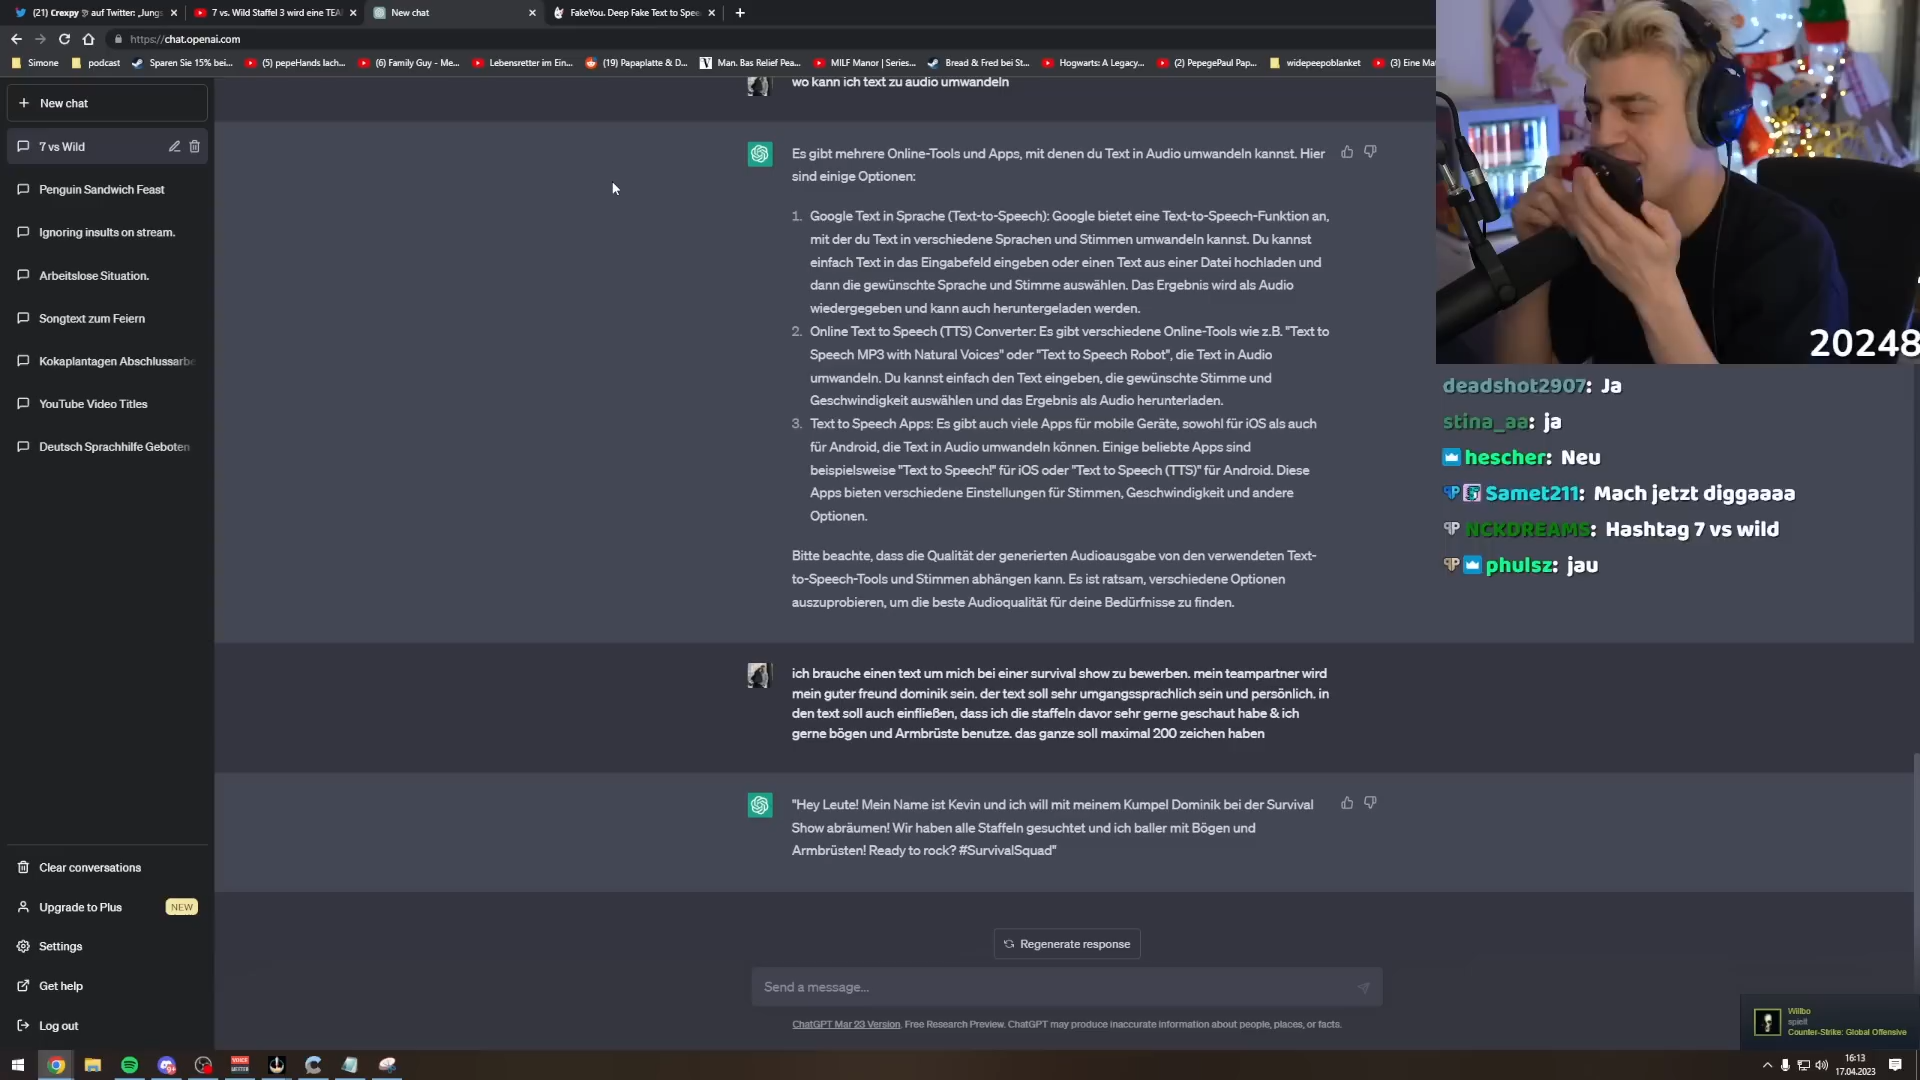 (21) Crexpy auf Twitter: „Jungs
7 vs. Wild Staffel 3 wird eine TEA
New chat
FakeYou. Deep Fake Text to Spee
https://chat.openai.com
Simone
podcast
Sparen Sie 15% bei...
(5) pepeHands lach...
(6) Family Guy - Me...
Lebensretter im Ein...
(19) Papaplatte & D...
Man. Bas Relief Pea...
MILF Manor | Series...
Bread & Fred bei St...
Hogwarts: A Legacy...
(2) PepegePaul Pap...
widepeepoblanket
(3) Eine Mat
New chat
7 vs Wild
Penguin Sandwich Feast
Ignoring insults on stream.
Arbeitslose Situation.
Songtext zum Feiern
Kokaplantagen Abschlussarbe
YouTube Video Titles
Deutsch Sprachhilfe Geboten
Clear conversations
Upgrade to Plus
NEW
Settings
Get help
Log out
wo kann ich text zu audio umwandeln
Es gibt mehrere Online-Tools und Apps, mit denen du Text in Audio umwandeln kannst. Hier
sind einige Optionen:
1. Google Text in Sprache (Text-to-Speech): Google bietet eine Text-to-Speech-Funktion an,
mit der du Text in verschiedene Sprachen und Stimmen umwandeln kannst. Du kannst
einfach Text in das Eingabefeld eingeben oder einen Text aus einer Datei hochladen und
dann die gewünschte Sprache und Stimme auswählen. Das Ergebnis wird als Audio
wiedergegeben und kann auch heruntergeladen werden.
2. Online Text to Speech (TTS) Converter: Es gibt verschiedene Online-Tools wie z.B. "Text to
Speech MP3 with Natural Voices" oder "Text to Speech Robot", die Text in Audio
umwandeln. Du kannst einfach den Text eingeben, die gewünschte Stimme und
Geschwindigkeit auswählen und das Ergebnis als Audio herunterladen.
3. Text to Speech Apps: Es gibt auch viele Apps für mobile Geräte, sowohl für iOS als auch
für Android, die Text in Audio umwandeln können. Einige beliebte Apps sind
beispielsweise "Text to Speech!" für iOS oder "Text to Speech (TTS)" für Android. Diese
Apps bieten verschiedene Einstellungen für Stimmen, Geschwindigkeit und andere
Optionen.
Bitte beachte, dass die Qualität der generierten Audioausgabe von den verwendeten Text-
to-Speech-Tools und Stimmen abhängen kann. Es ist ratsam, verschiedene Optionen
auszuprobieren, um die beste Audioqualität für deine Bedürfnisse zu finden.
ich brauche einen text um mich bei einer survival show zu bewerben. mein teampartner wird
mein guter freund dominik sein. der text soll sehr umgangssprachlich sein und persönlich. in
den text soll auch einfließen, dass ich die staffeln davor sehr gerne geschaut habe & ich
gerne bögen und Armbrüste benutze. das ganze soll maximal 200 zeichen haben
"Hey Leute! Mein Name ist Kevin und ich will mit meinem Kumpel Dominik bei der Survival
Show abräumen! Wir haben alle Staffeln gesuchtet und ich baller mit Bögen und
Armbrüsten! Ready to rock? #SurvivalSquad"
Regenerate response
Send a message...
ChatGPT Mar 23 Version. Free Research Preview. ChatGPT may produce inaccurate information about people, places, or facts.
20248
deadshot2907: Ja
stina_aa: ja
hescher: Neu
Samet211: Mach jetzt diggaaaa
NCKDREAMS: Hashtag 7 vs wild
phulsz: jau
Willbo
spielt
Counter-Strike: Global Offensive
16:13
17.04.2023